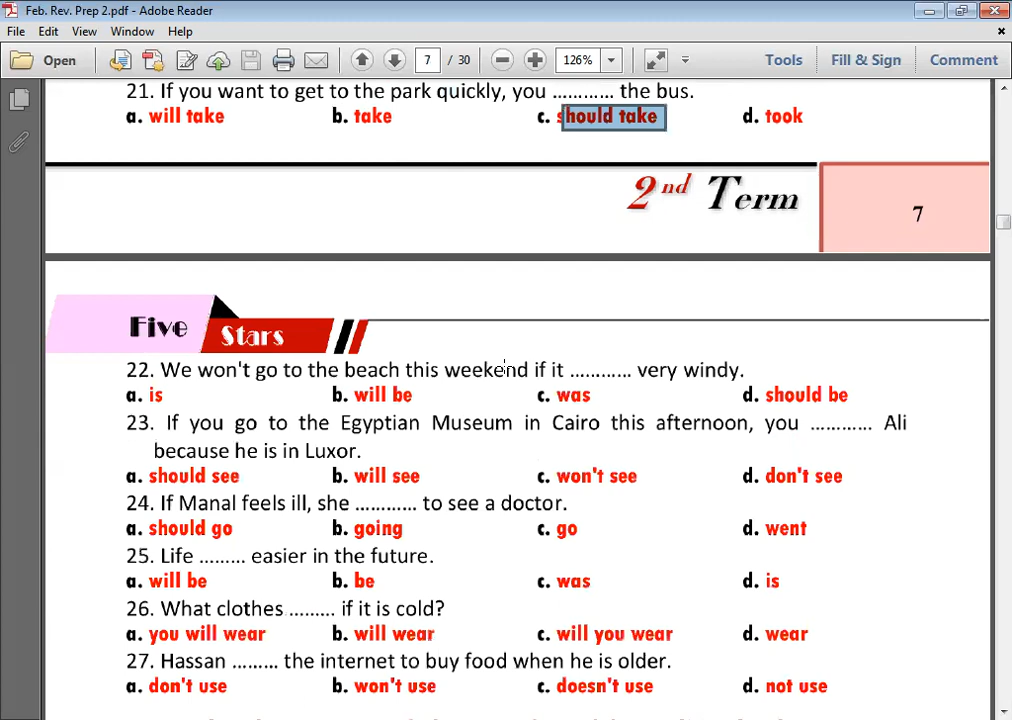 Feb. Rev. Prep 2.pdf - Adobe Reader
File Edit View Window Help
Open 7 / 30 126% Tools Fill & Sign Comment
21. If you want to get to the park quickly, you ………… the bus.
a. will take b. take c. should take d. took
2nd Term 7
Five Stars
22. We won't go to the beach this weekend if it ………… very windy.
a. is b. will be c. was d. should be
23. If you go to the Egyptian Museum in Cairo this afternoon, you ………… Ali
because he is in Luxor.
a. should see b. will see c. won't see d. don't see
24. If Manal feels ill, she ………… to see a doctor.
a. should go b. going c. go d. went
25. Life ……… easier in the future.
a. will be b. be c. was d. is
26. What clothes ……… if it is cold?
a. you will wear b. will wear c. will you wear d. wear
27. Hassan ……… the internet to buy food when he is older.
a. don't use b. won't use c. doesn't use d. not use